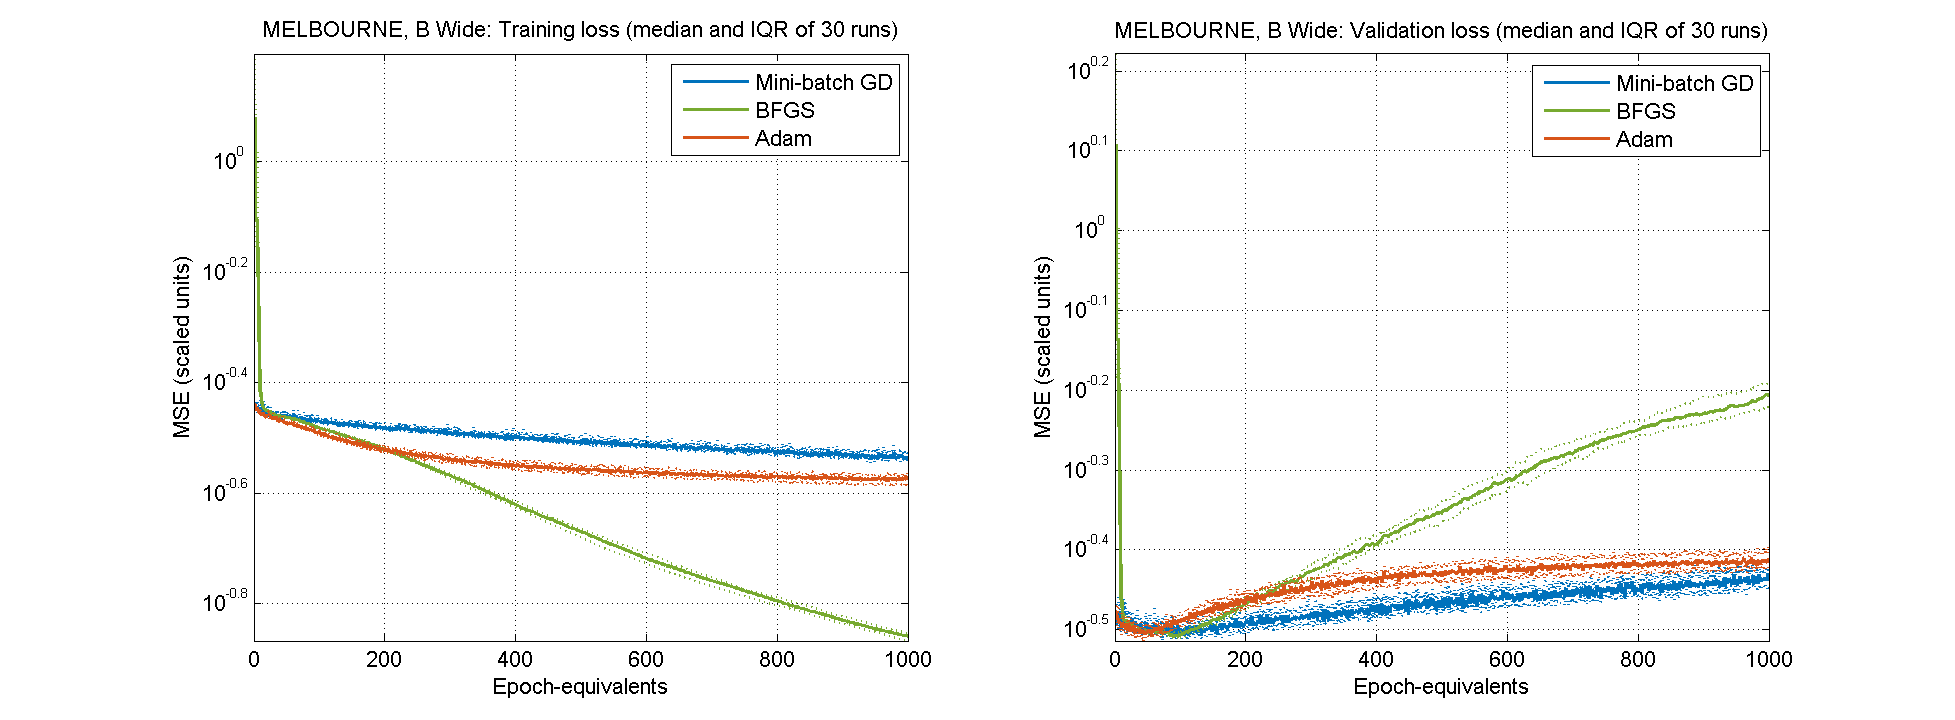 MELBOURNE, B Wide: Training loss (median and IQR of 30 runs)
Mini-batch GD
BFGS
Adam
10^0
10^-0.2
10^-0.4
10^-0.6
10^-0.8
MSE (scaled units)
0 200 400 600 800 1000
Epoch-equivalents
MELBOURNE, B Wide: Validation loss (median and IQR of 30 runs)
Mini-batch GD
BFGS
Adam
10^0.2
10^0.1
10^0
10^-0.1
10^-0.2
10^-0.3
10^-0.4
10^-0.5
MSE (scaled units)
0 200 400 600 800 1000
Epoch-equivalents